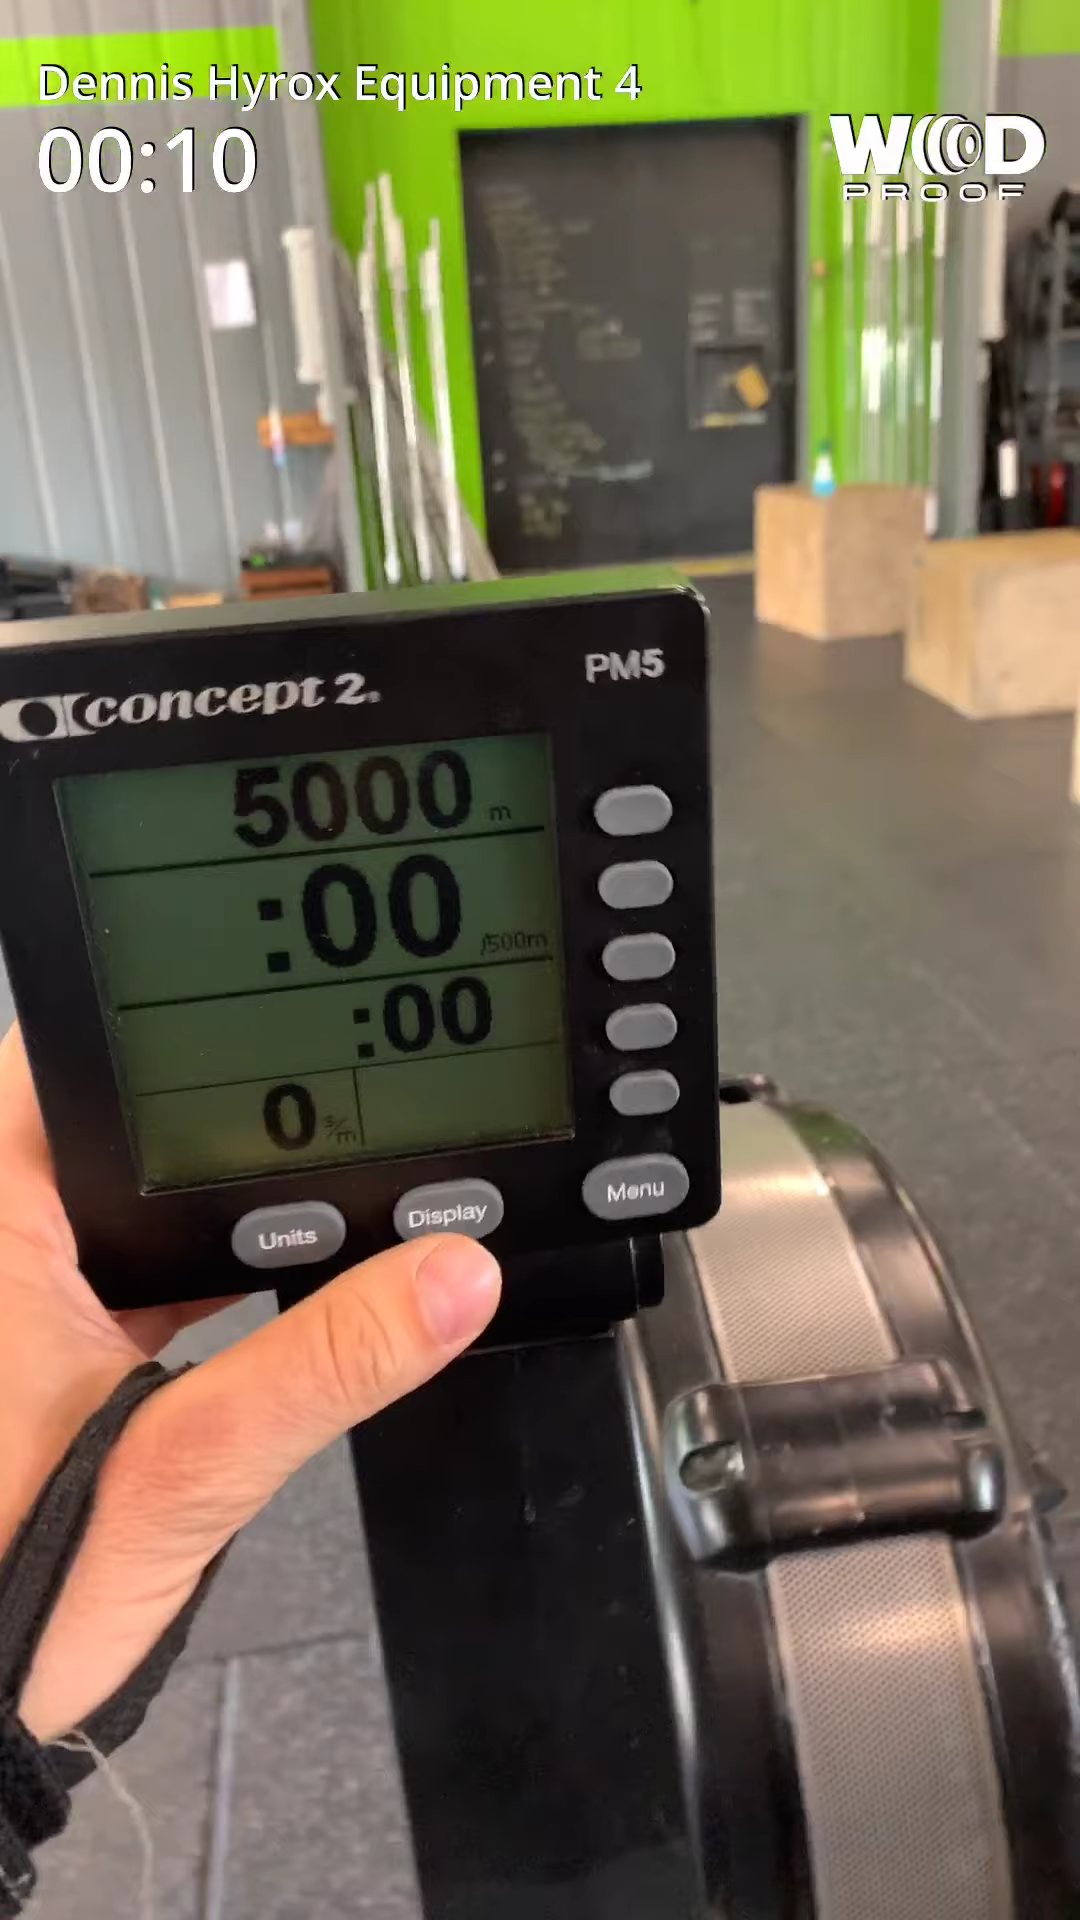 Dennis Hyrox Equipment 4
00:10
WOD
PROOF
concept 2.
PM5
5000 m
:00 /500m
:00
0 s/m
Units
Display
Menu